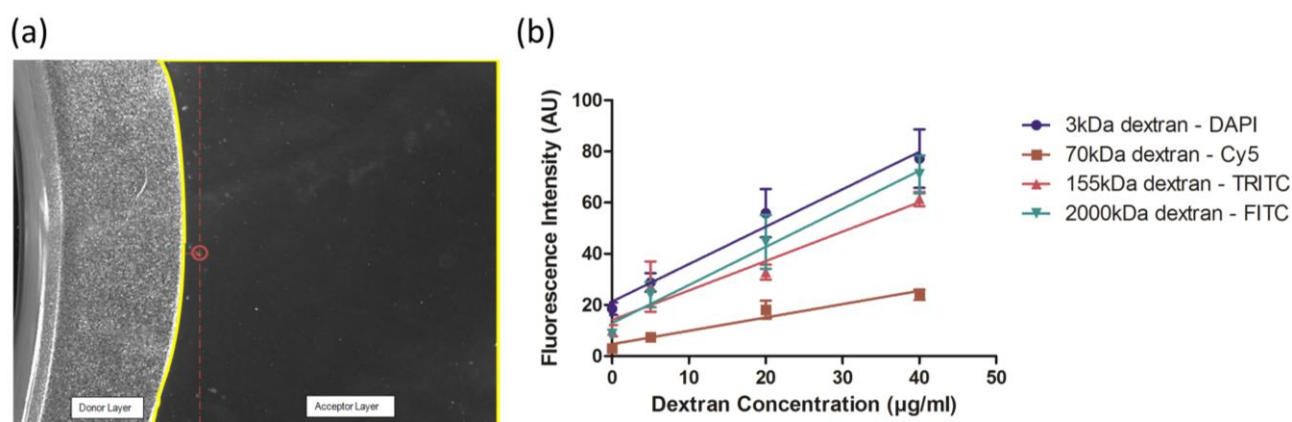 (a)
Donor Layer
Acceptor Layer
(b)
Fluorescence Intensity (AU)
100
80
60
40
20
0
0
10
20
30
40
50
Dextran Concentration (µg/ml)
3kDa dextran - DAPI
70kDa dextran - Cy5
155kDa dextran - TRITC
2000kDa dextran - FITC